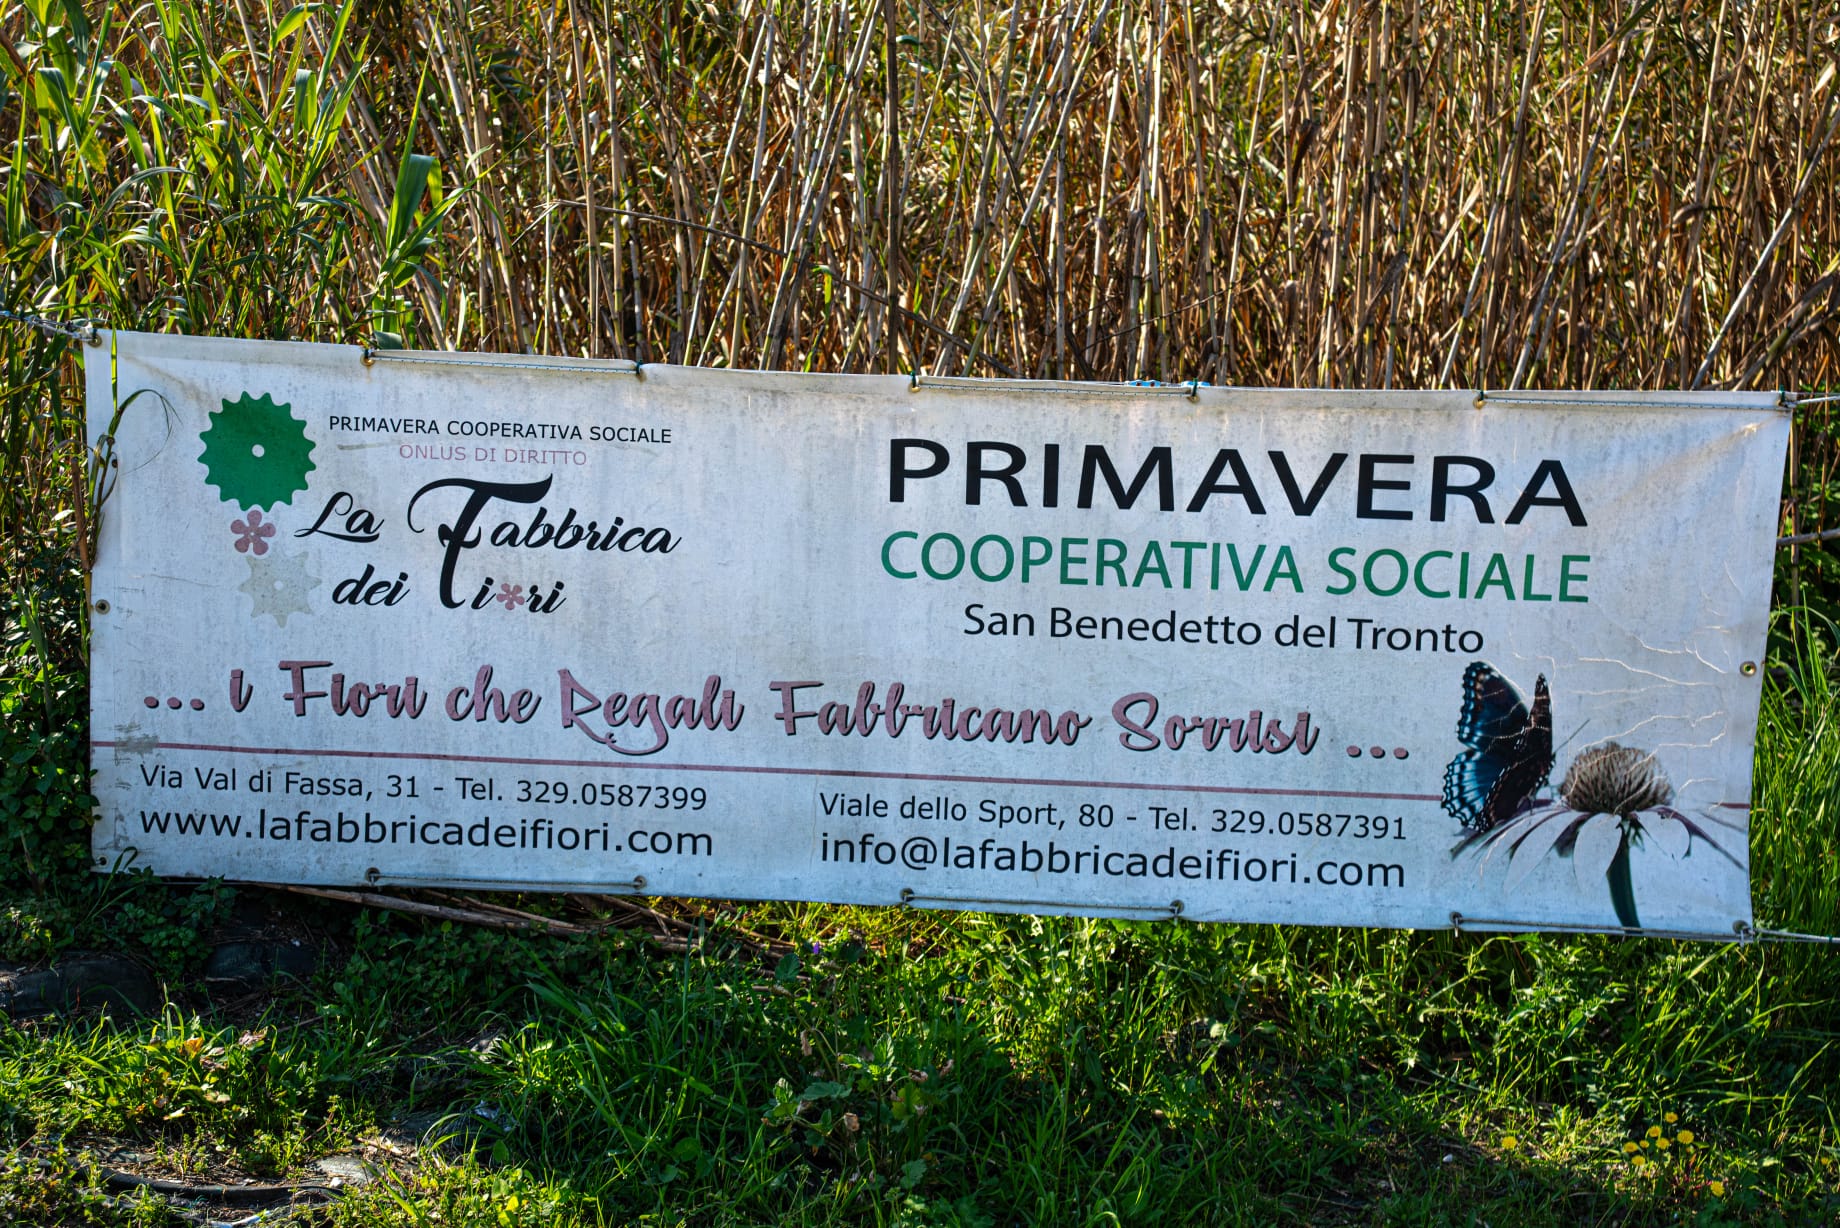 PRIMAVERA COOPERATIVA SOCIALE
ONLUS DI DIRITTO
La Fabbrica
dei Fiori
PRIMAVERA
COOPERATIVA SOCIALE
San Benedetto del Tronto
... i Fiori che Regali Fabbricano Sorrisi ...
Via Val di Fassa, 31 - Tel. 329.0587399
www.lafabbricadeifiori.com
Viale dello Sport, 80 - Tel. 329.0587391
info@lafabbricadeifiori.com